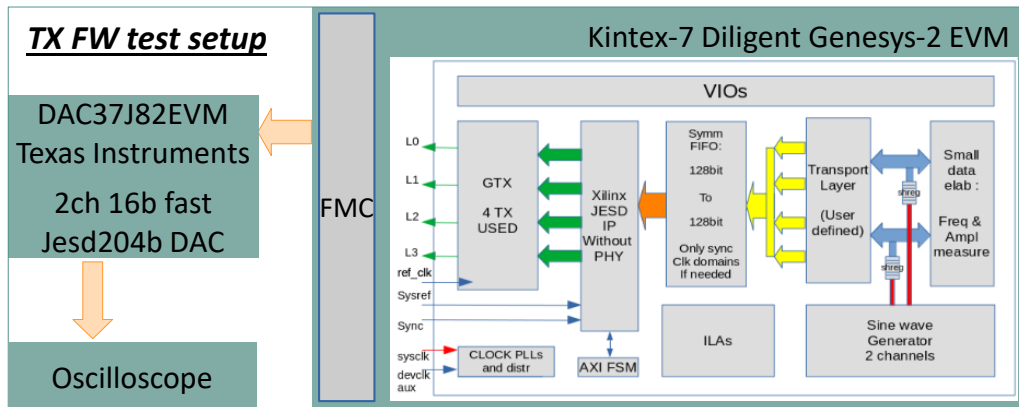 TX FW test setup
Kintex-7 Diligent Genesys-2 EVM
DAC37J82EVM
Texas Instruments
2ch 16b fast
Jesd204b DAC
Oscilloscope
FMC
VIOs
L0
L1
L2
L3
ref_clk
Sysref
Sync
sysclk
devclk
aux
GTX
4 TX
USED
Xilinx
JESD
IP
Without
PHY
Symm
FIFO:
128bit
To
128bit
Only sync
Clk domains
If needed
Transport
Layer
(User
defined)
shreg
shreg
Small
data
elab :
Freq &
Ampl
measure
CLOCK PLLs
and distr
AXI FSM
ILAs
Sine wave
Generator
2 channels